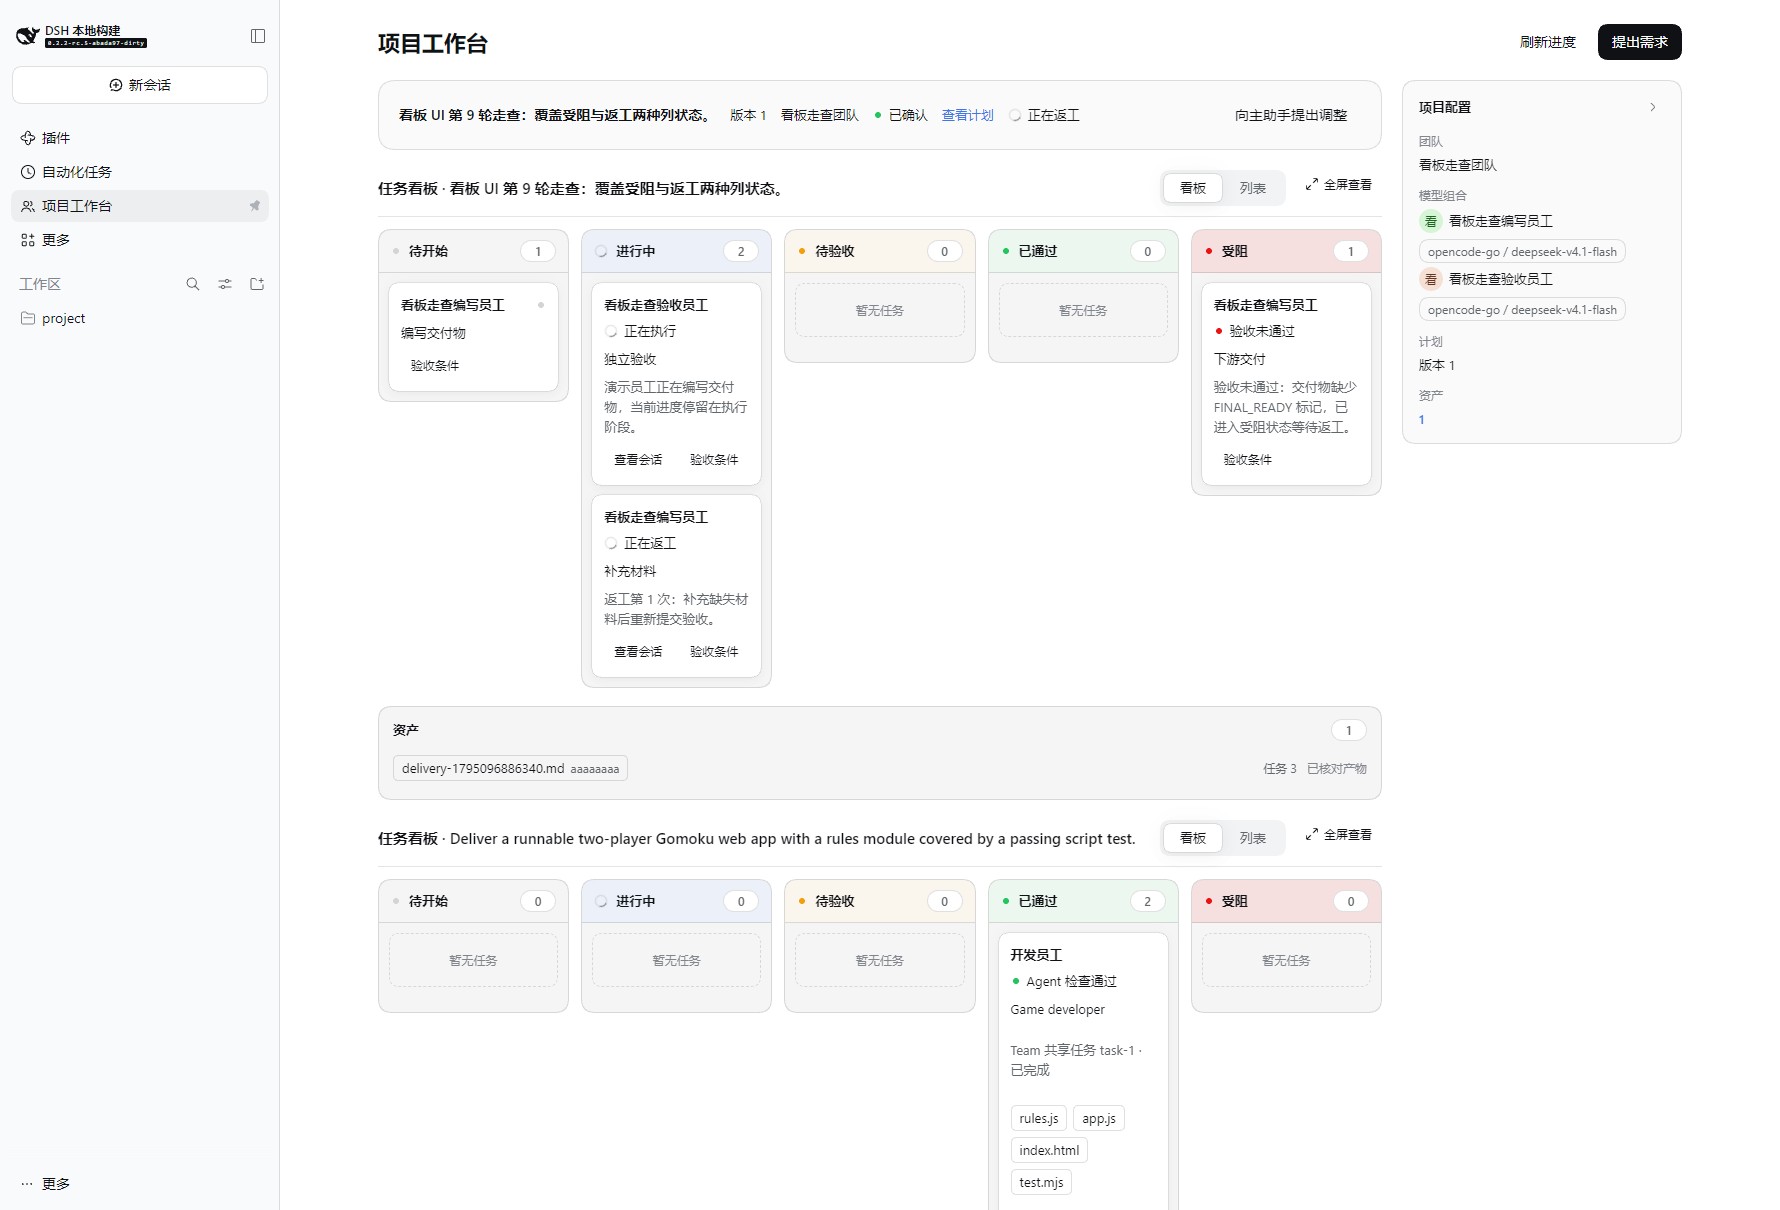 DSH 本地构建
0.3.2-rc.5-abada97-dirty
新会话
插件
自动化任务
项目工作台
更多
工作区
project
更多
项目工作台
刷新进度
提出需求
看板 UI 第 9 轮走查：覆盖受阻与返工两种列状态。 版本 1 看板走查团队 已确认 查看计划 正在返工 向主助手提出调整
任务看板 · 看板 UI 第 9 轮走查：覆盖受阻与返工两种列状态。 看板 列表 全屏查看
待开始 1
看板走查编写员工
编写交付物
验收条件
进行中 2
看板走查验收员工
正在执行
独立验收
演示员工正在编写交付
物，当前进度停留在执行
阶段。
查看会话 验收条件
看板走查编写员工
正在返工
补充材料
返工第 1 次：补充缺失材
料后重新提交验收。
查看会话 验收条件
待验收 0
暂无任务
已通过 0
暂无任务
受阻 1
看板走查编写员工
验收未通过
下游交付
验收未通过：交付物缺少
FINAL_READY 标记，已
进入受阻状态等待返工。
验收条件
资产 1
delivery-1795096886340.md aaaaaaaa 任务 3 已核对产物
任务看板 · Deliver a runnable two-player Gomoku web app with a rules module covered by a passing script test. 看板 列表 全屏查看
待开始 0
暂无任务
进行中 0
暂无任务
待验收 0
暂无任务
已通过 2
开发员工
Agent 检查通过
Game developer
Team 共享任务 task-1 ·
已完成
rules.js app.js
index.html
test.mjs
受阻 0
暂无任务
项目配置
团队
看板走查团队
模型组合
看 看板走查编写员工
opencode-go / deepseek-v4.1-flash
看 看板走查验收员工
opencode-go / deepseek-v4.1-flash
计划
版本 1
资产
1